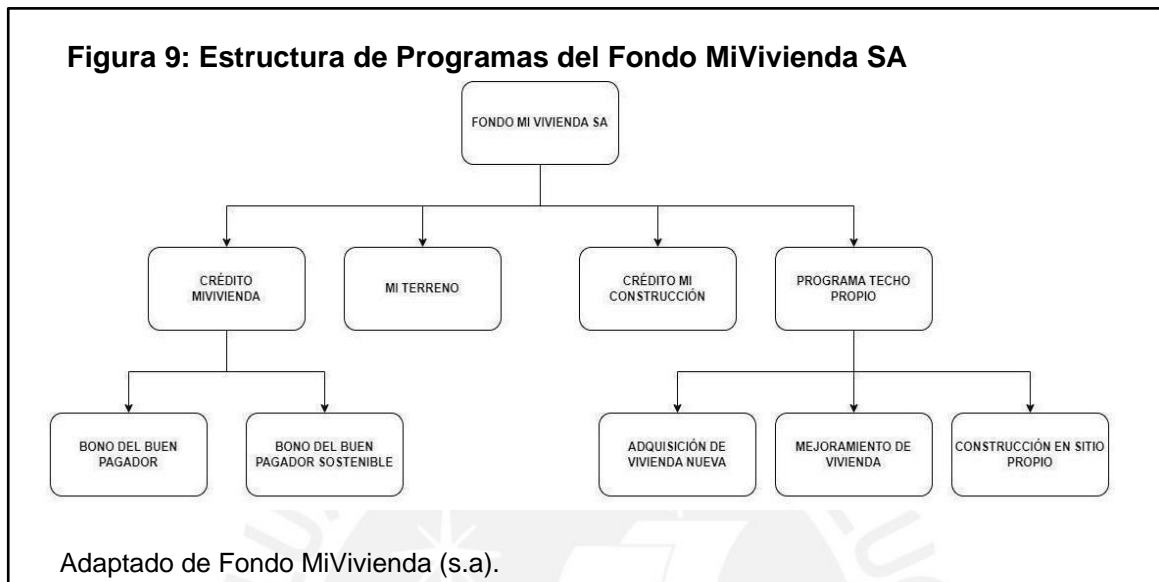 Figura 9: Estructura de Programas del Fondo MiVivienda SA
FONDO MI VIVIENDA SA
CRÉDITO
MIVIVIENDA
MI TERRENO
CRÉDITO MI
CONSTRUCCIÓN
PROGRAMA TECHO
PROPIO
BONO DEL BUEN
PAGADOR
BONO DEL BUEN
PAGADOR SOSTENIBLE
ADQUISICIÓN DE
VIVIENDA NUEVA
MEJORAMIENTO DE
VIVIENDA
CONSTRUCCIÓN EN SITIO
PROPIO
Adaptado de Fondo MiVivienda (s.a).